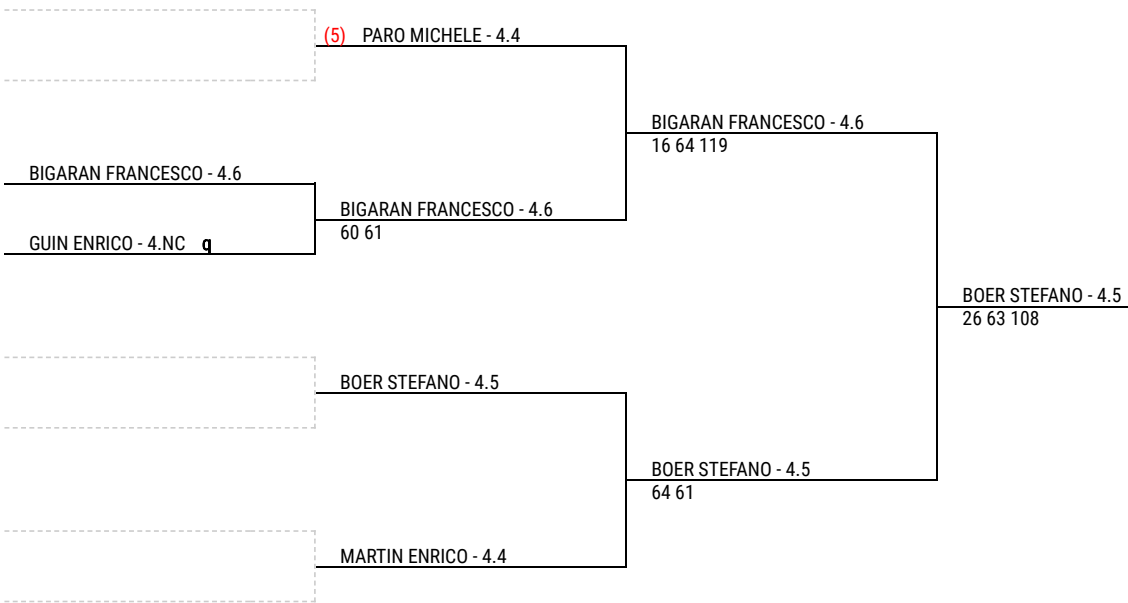 (5) PARO MICHELE - 4.4
BIGARAN FRANCESCO - 4.6
16 64 119
BIGARAN FRANCESCO - 4.6
BIGARAN FRANCESCO - 4.6
60 61
GUIN ENRICO - 4.NC q
BOER STEFANO - 4.5
26 63 108
BOER STEFANO - 4.5
BOER STEFANO - 4.5
64 61
MARTIN ENRICO - 4.4